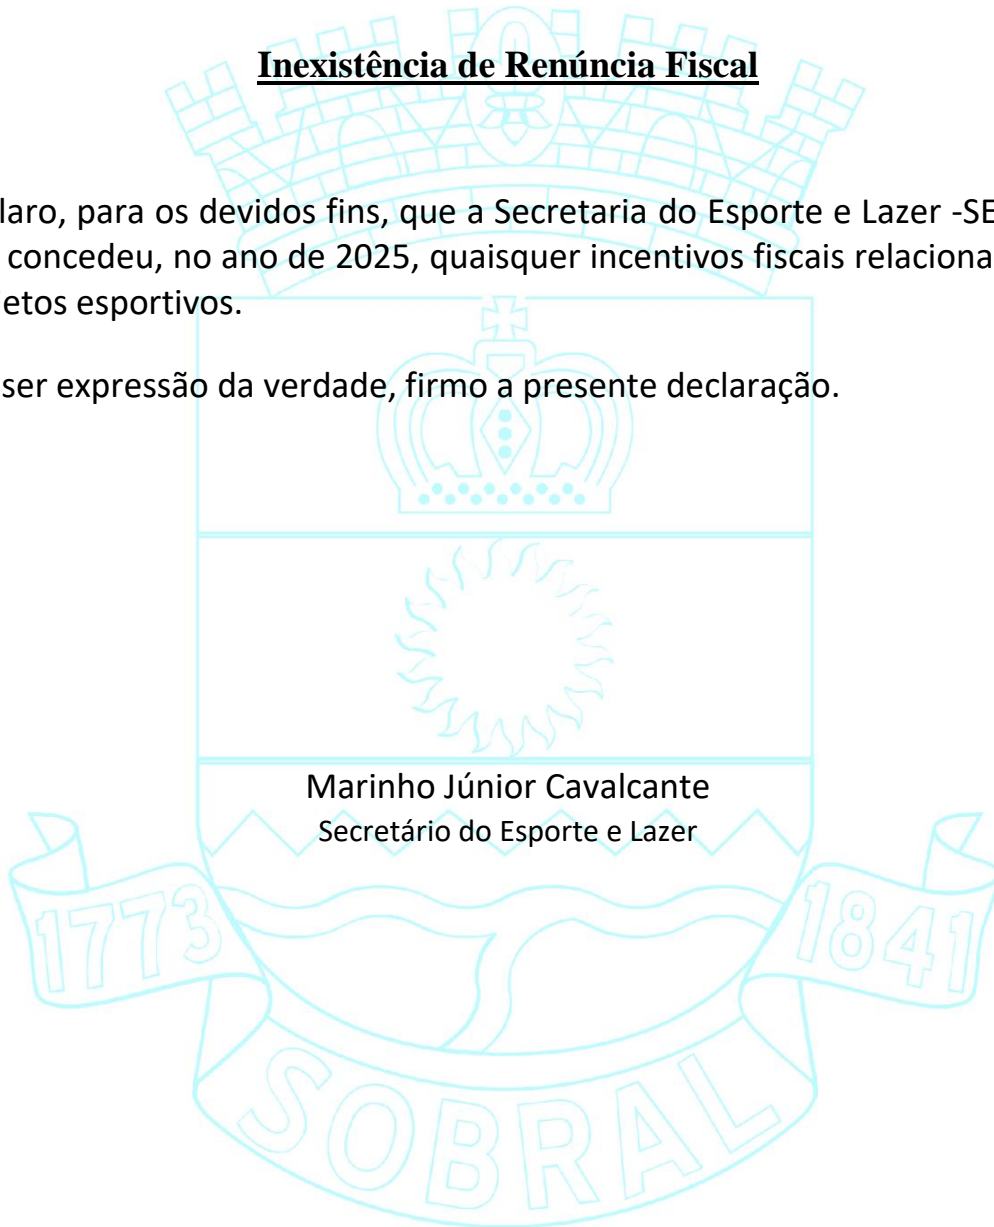 Inexistência de Renúncia Fiscal
laro, para os devidos fins, que a Secretaria do Esporte e Lazer -SE
concedeu, no ano de 2025, quaisquer incentivos fiscais relaciona
etos esportivos.
ser expressão da verdade, firmo a presente declaração.
Marinho Júnior Cavalcante
Secretário do Esporte e Lazer
1773
1841
SOBRAL